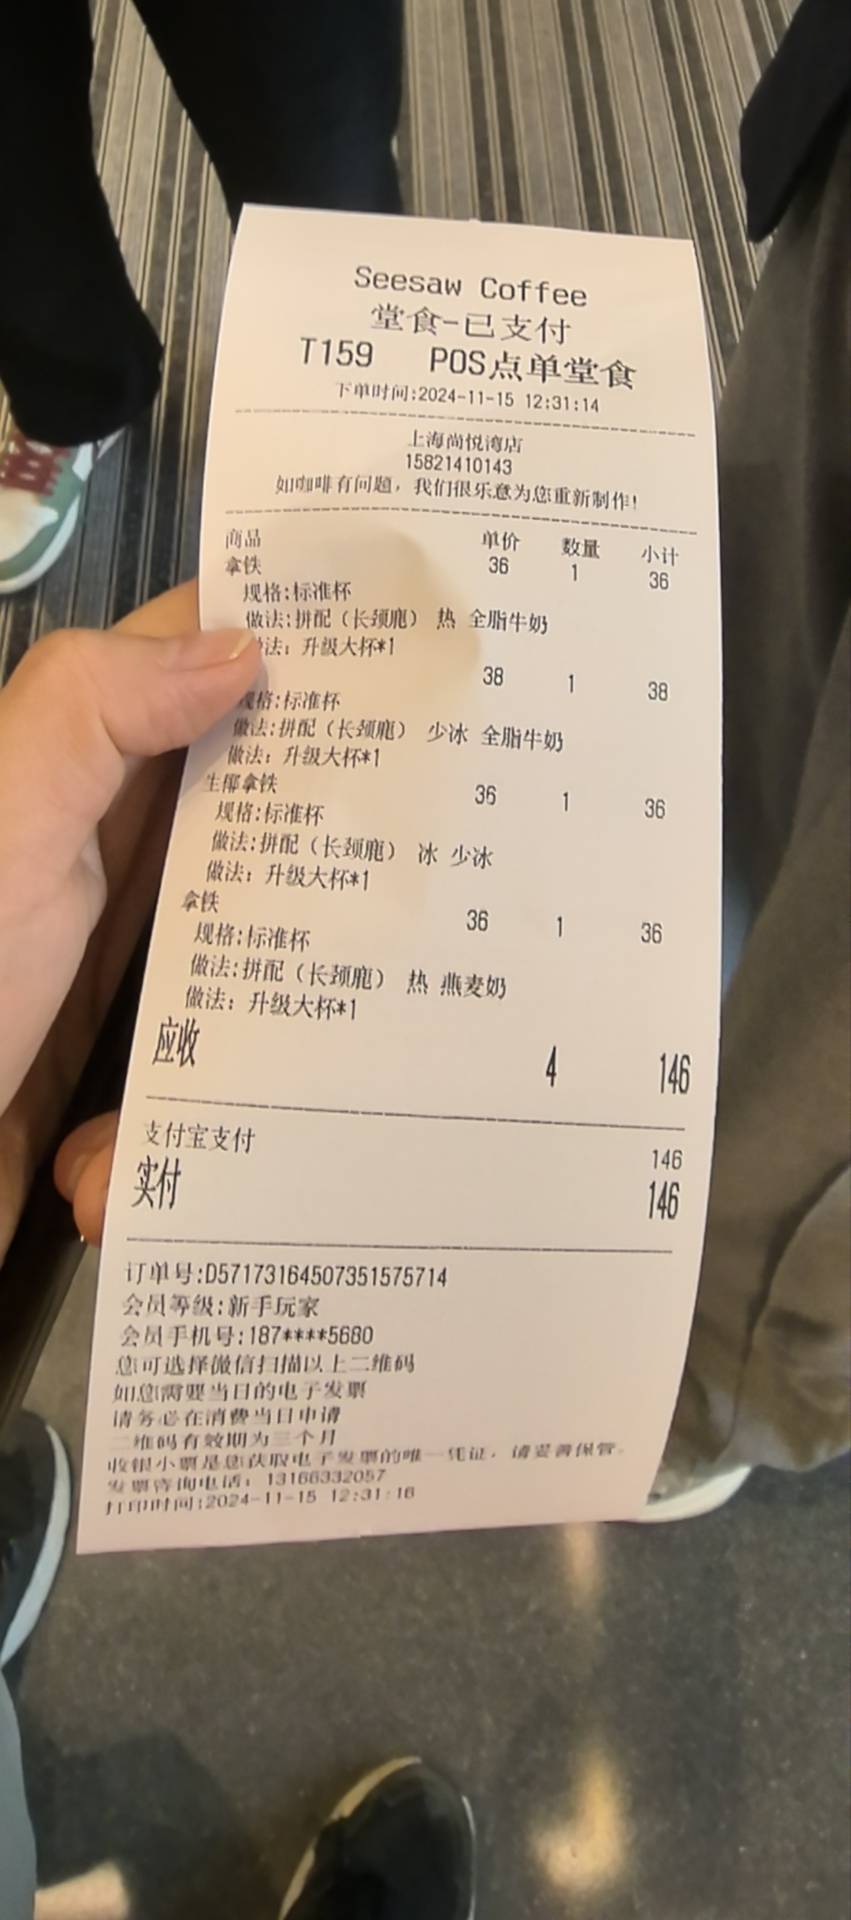 Seesaw Coffee
堂食-已支付
T159 POS点单堂食
下单时间:2024-11-15 12:31:14
上海尚悦湾店
15821410143
如咖啡有问题，我们很乐意为您重新制作!
商品 单价 数量 小计
拿铁 36 1 36
规格:标准杯
做法:拼配（长颈鹿） 热 全脂牛奶
法: 升级大杯*1
38 1 38
规格:标准杯
做法:拼配（长颈鹿） 少冰 全脂牛奶
做法: 升级大杯*1
生椰拿铁 36 1 36
规格:标准杯
做法:拼配（长颈鹿） 冰 少冰
做法: 升级大杯*1
拿铁 36 1 36
规格:标准杯
做法:拼配（长颈鹿） 热 燕麦奶
做法: 升级大杯*1
应收 4 146
支付宝支付 146
实付 146
订单号:D57173164507351575714
会员等级:新手玩家
会员手机号:187****5680
您可选择微信扫描以上二维码
如您需要当日的电子发票
请务必在消费当日申请
二维码有效期为三个月
收银小票是您获取电子发票的唯一凭证，请妥善保管。
发票咨询电话: 13166332057
打印时间:2024-11-15 12:31:16